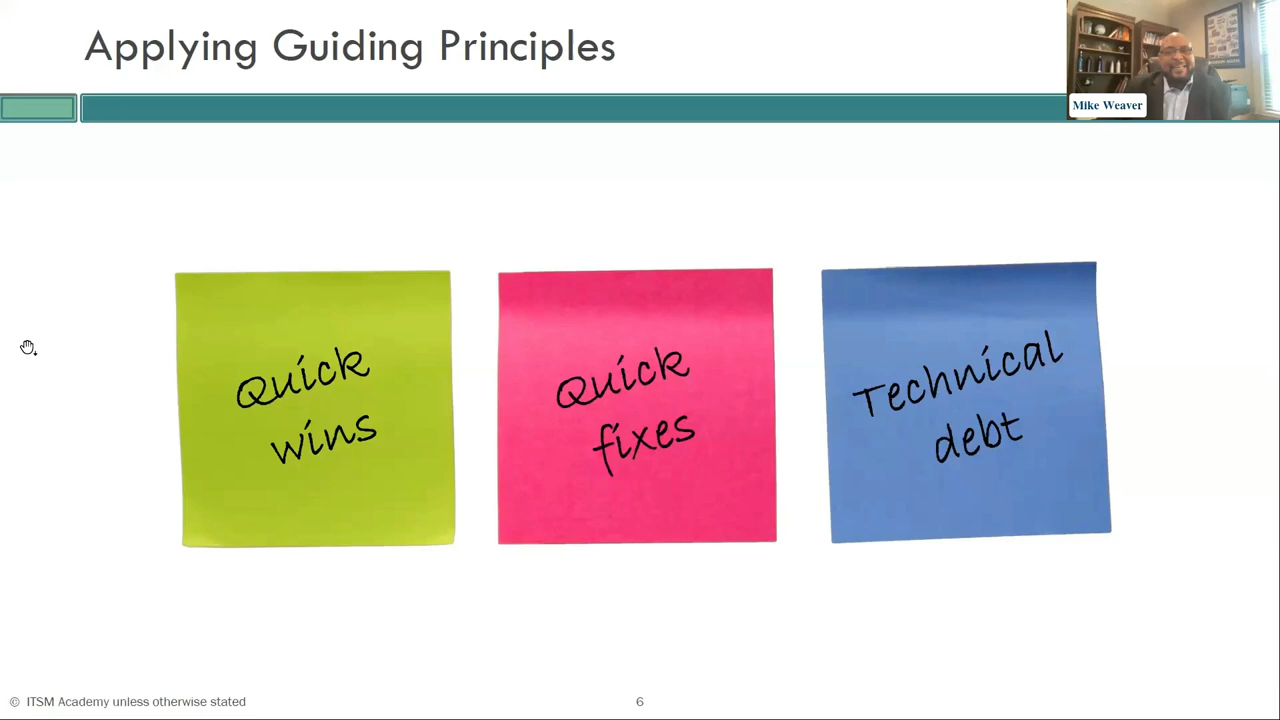 Applying Guiding Principles
Mike Weaver
Quick
wins
Quick
fixes
Technical
debt
© ITSM Academy unless otherwise stated
6